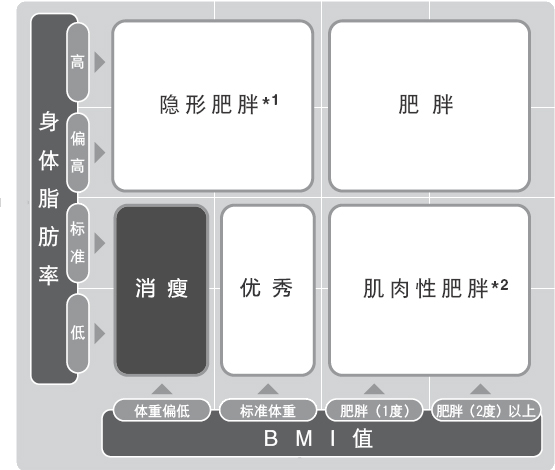 身体脂肪率
高
偏高
标准
低
隐形肥胖*1
肥胖
消瘦
优秀
肌肉性肥胖*2
体重偏低
标准体重
肥胖（1度）
肥胖（2度）以上
BMI值